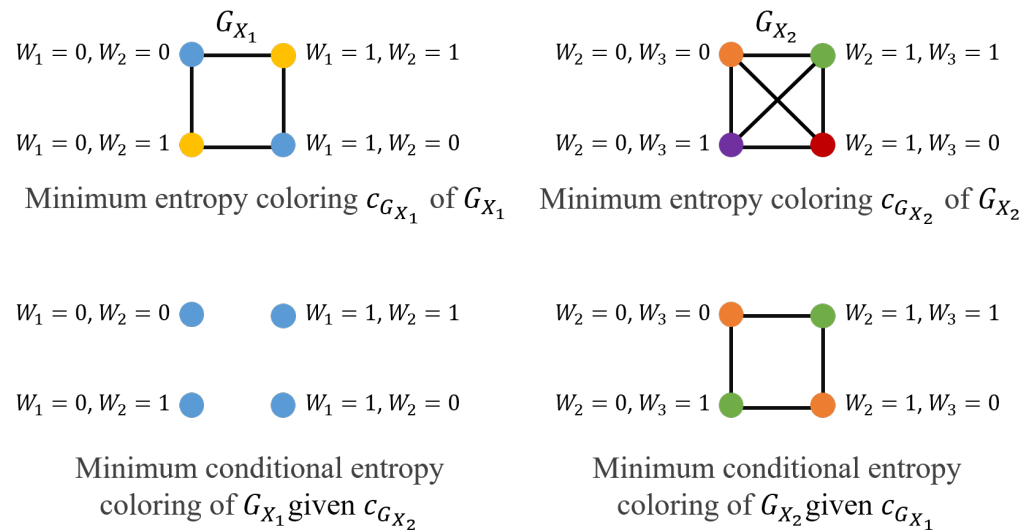 G_{X_1}
W_1 = 0, W_2 = 0
W_1 = 1, W_2 = 1
W_1 = 0, W_2 = 1
W_1 = 1, W_2 = 0
Minimum entropy coloring c_{G_{X_1}} of G_{X_1}
G_{X_2}
W_2 = 0, W_3 = 0
W_2 = 1, W_3 = 1
W_2 = 0, W_3 = 1
W_2 = 1, W_3 = 0
Minimum entropy coloring c_{G_{X_2}} of G_{X_2}
W_1 = 0, W_2 = 0
W_1 = 1, W_2 = 1
W_1 = 0, W_2 = 1
W_1 = 1, W_2 = 0
Minimum conditional entropy
coloring of G_{X_1} given c_{G_{X_2}}
W_2 = 0, W_3 = 0
W_2 = 1, W_3 = 1
W_2 = 0, W_3 = 1
W_2 = 1, W_3 = 0
Minimum conditional entropy
coloring of G_{X_2} given c_{G_{X_1}}